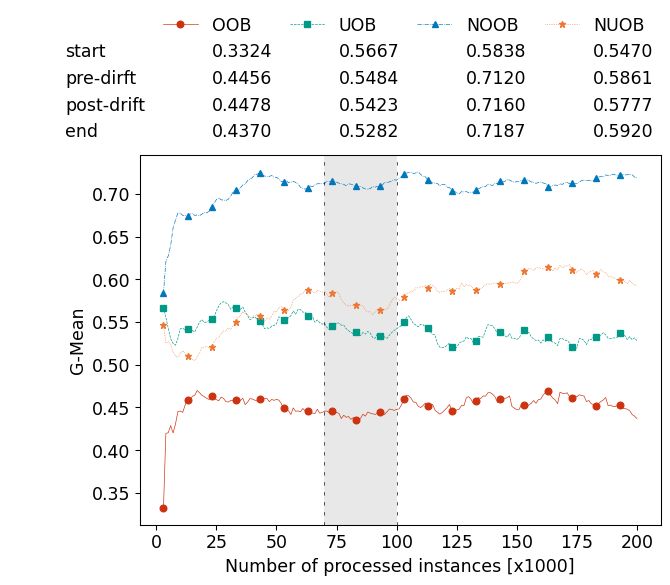 OOB UOB NOOB NUOB
start 0.3324 0.5667 0.5838 0.5470
pre-dirft 0.4456 0.5484 0.7120 0.5861
post-drift 0.4478 0.5423 0.7160 0.5777
end 0.4370 0.5282 0.7187 0.5920
0.70
0.65
0.60
0.55
0.50
0.45
0.40
0.35
G-Mean
0 25 50 75 100 125 150 175 200
Number of processed instances [x1000]